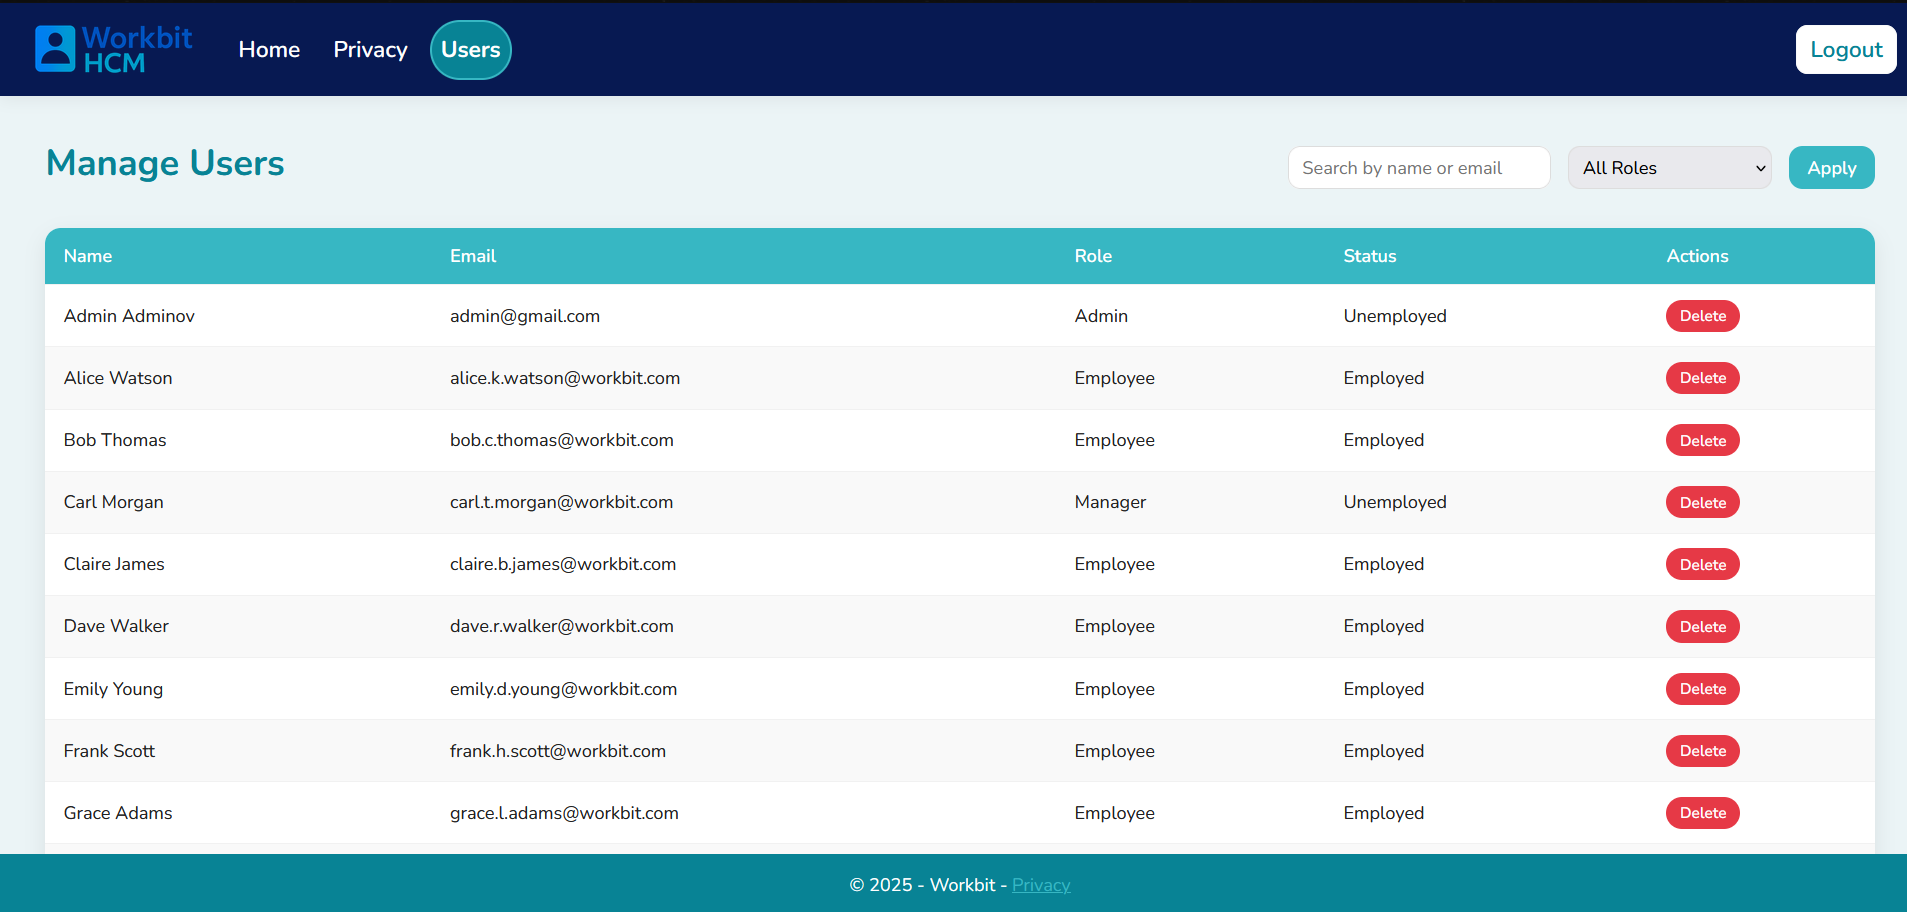 Workbit
HCM
Home Privacy Users Logout
Manage Users
Search by name or email All Roles Apply
Name Email Role Status Actions
Admin Adminov admin@gmail.com Admin Unemployed Delete
Alice Watson alice.k.watson@workbit.com Employee Employed Delete
Bob Thomas bob.c.thomas@workbit.com Employee Employed Delete
Carl Morgan carl.t.morgan@workbit.com Manager Unemployed Delete
Claire James claire.b.james@workbit.com Employee Employed Delete
Dave Walker dave.r.walker@workbit.com Employee Employed Delete
Emily Young emily.d.young@workbit.com Employee Employed Delete
Frank Scott frank.h.scott@workbit.com Employee Employed Delete
Grace Adams grace.l.adams@workbit.com Employee Employed Delete
© 2025 - Workbit - Privacy